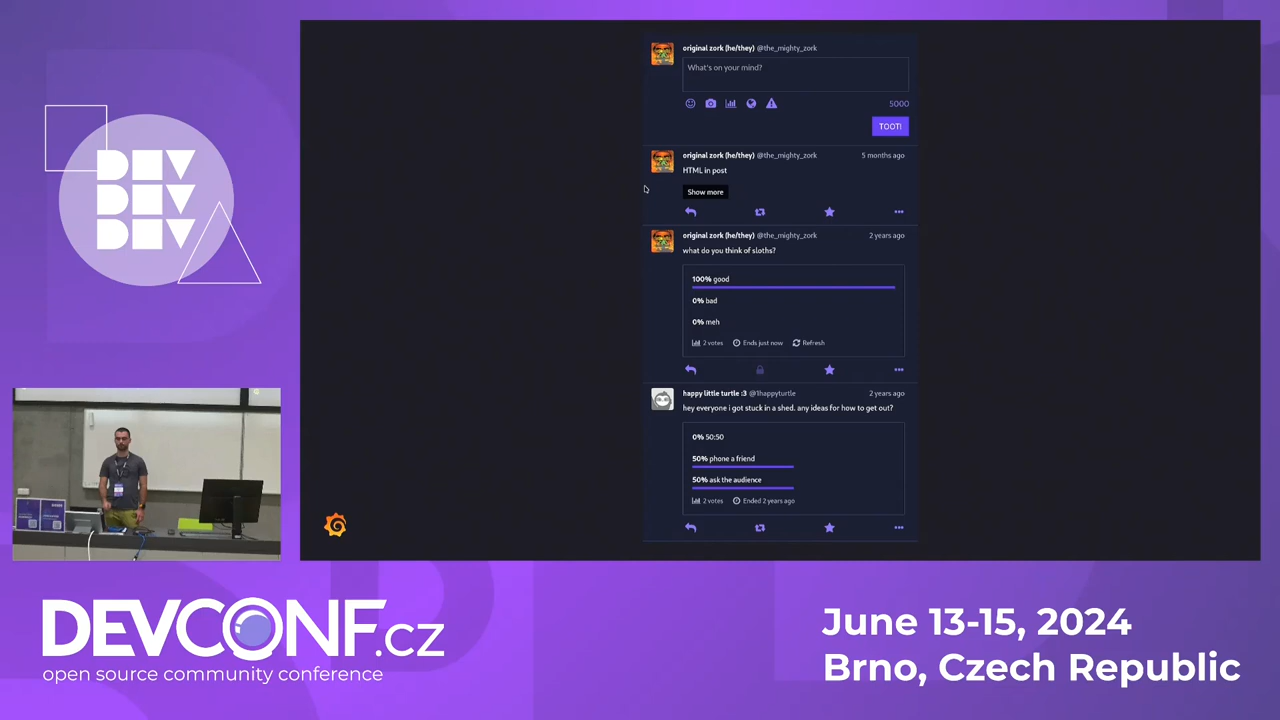 original zork (he/they) @the_mighty_zork
What's on your mind?
5000
TOOT!
original zork (he/they) @the_mighty_zork 5 months ago
HTML in post
Show more
original zork (he/they) @the_mighty_zork 2 years ago
what do you think of sloths?
100% good
0% bad
0% meh
2 votes Ends just now Refresh
happy little turtle :3 @1happyturtle 2 years ago
hey everyone i got stuck in a shed. any ideas for how to get out?
0% 50:50
50% phone a friend
50% ask the audience
2 votes Ended 2 years ago
DEV
DEV
DEV
DEVCONF.cz
open source community conference
June 13-15, 2024
Brno, Czech Republic